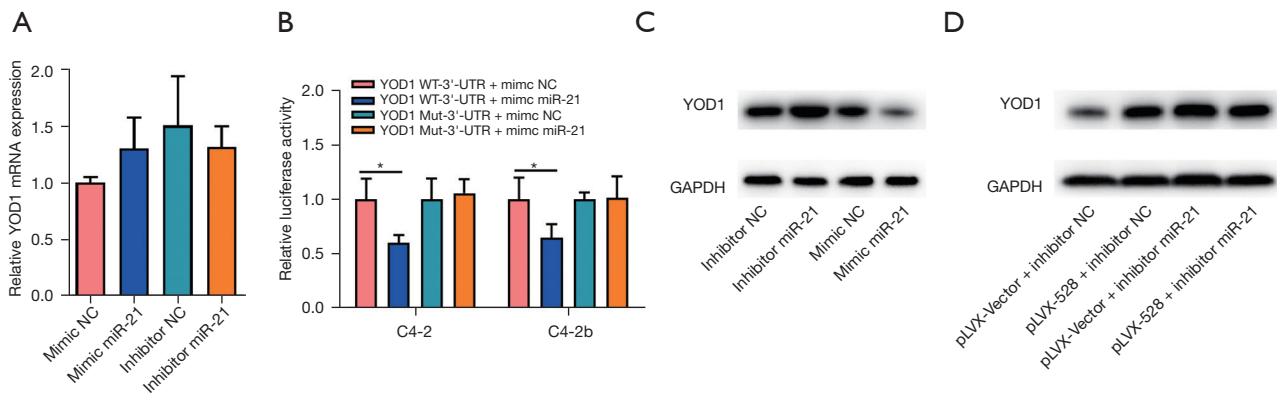 A
Relative YOD1 mRNA expression
2.0
1.5
1.0
0.5
0.0
Mimic NC
Mimic miR-21
Inhibitor NC
Inhibitor miR-21
B
Relative luciferase activity
2.0
1.5
1.0
0.5
0.0
YOD1 WT-3'-UTR + mimc NC
YOD1 WT-3'-UTR + mimc miR-21
YOD1 Mut-3'-UTR + mimc NC
YOD1 Mut-3'-UTR + mimc miR-21
*
*
C4-2
C4-2b
C
YOD1
GAPDH
Inhibitor NC
Inhibitor miR-21
Mimic NC
Mimic miR-21
D
YOD1
GAPDH
pLVX-Vector + inhibitor NC
pLVX-528 + inhibitor NC
pLVX-Vector + inhibitor miR-21
pLVX-528 + inhibitor miR-21